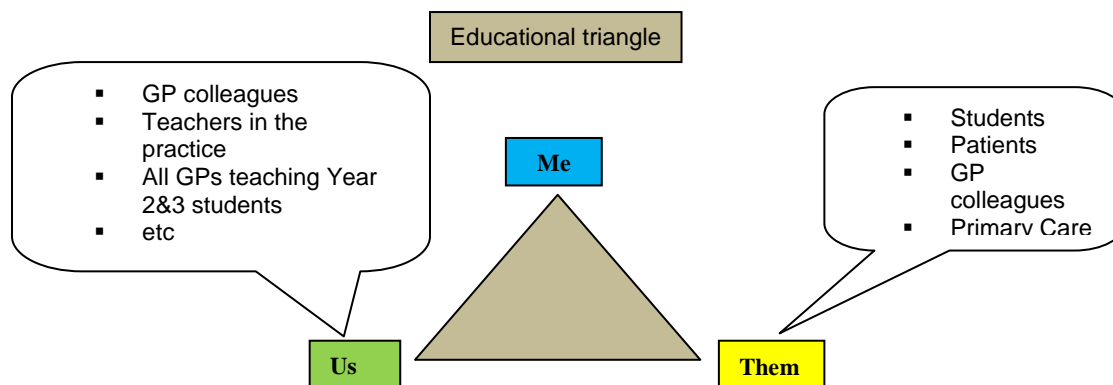 Educational triangle
▪ GP colleagues
▪ Teachers in the
practice
▪ All GPs teaching Year
2&3 students
▪ etc
Me
▪ Students
▪ Patients
▪ GP
colleagues
▪ Primary Care
Us
Them